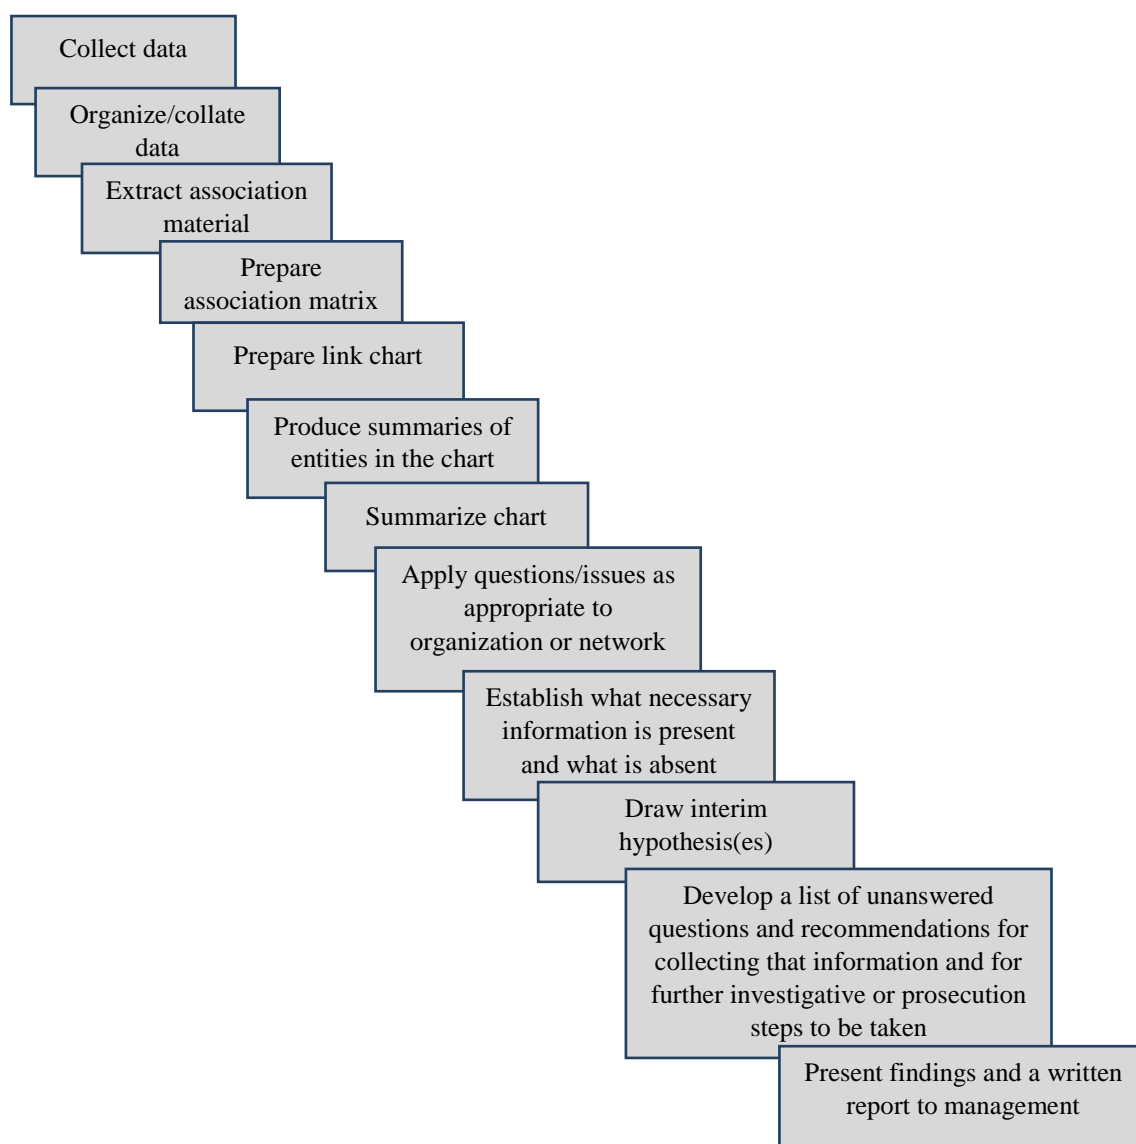 Collect data
Organize/collate
data
Extract association
material
Prepare
association matrix
Prepare link chart
Produce summaries of
entities in the chart
Summarize chart
Apply questions/issues as
appropriate to
organization or network
Establish what necessary
information is present
and what is absent
Draw interim
hypothesis(es)
Develop a list of unanswered
questions and recommendations for
collecting that information and for
further investigative or prosecution
steps to be taken
Present findings and a written
report to management